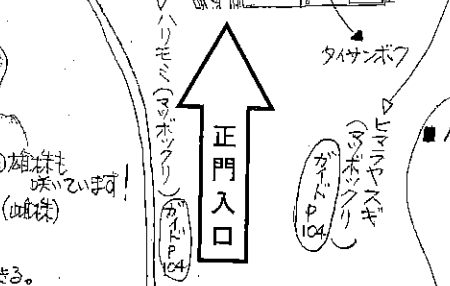 タイサンボク
ハリモミ(マツボックリ)
ガイドP104
正門入口
ヒマラヤスギ
(マツボックリ)
ガイドP104
雄株も
咲いています!
(雌株)
きる。